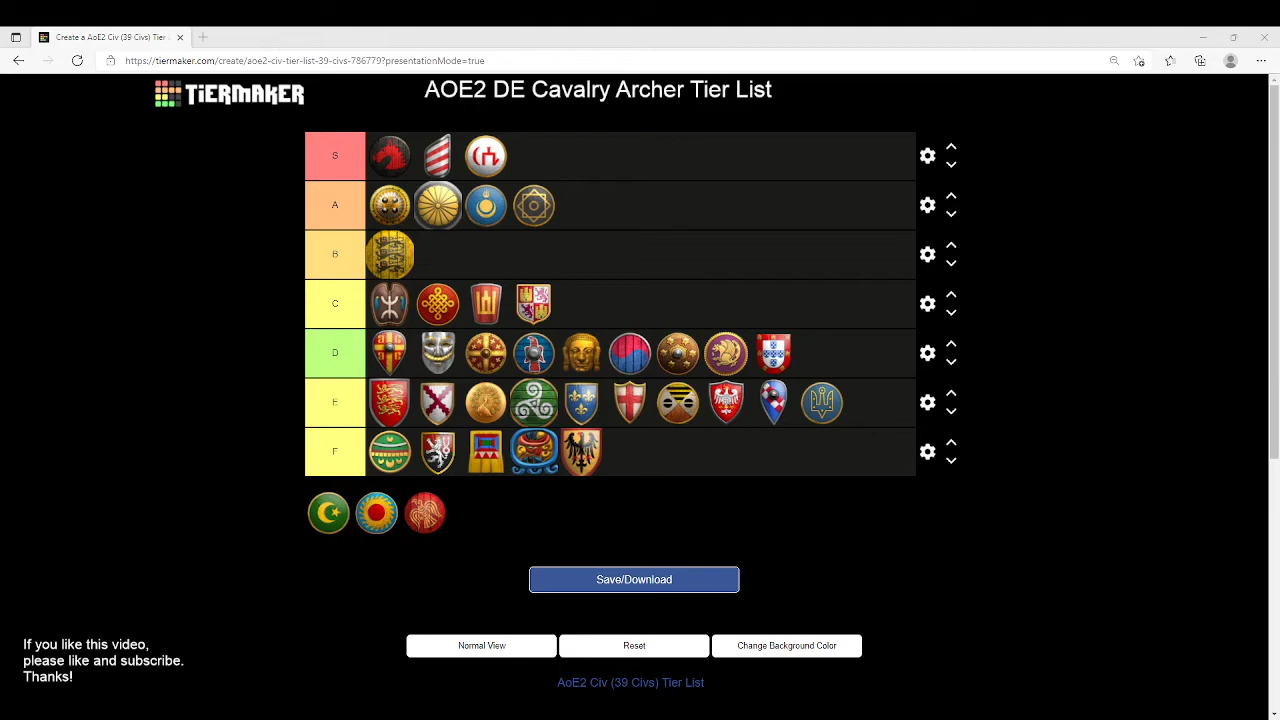 Create a AoE2 Civ (39 Civs) Tier L
https://tiermaker.com/create/aoe2-civ-tier-list-39-civs-786779?presentationMode=true
TIERMAKER
AOE2 DE Cavalry Archer Tier List
S
A
B
C
D
E
F
Save/Download
Normal View
Reset
Change Background Color
AoE2 Civ (39 Civs) Tier List
If you like this video,
please like and subscribe.
Thanks!